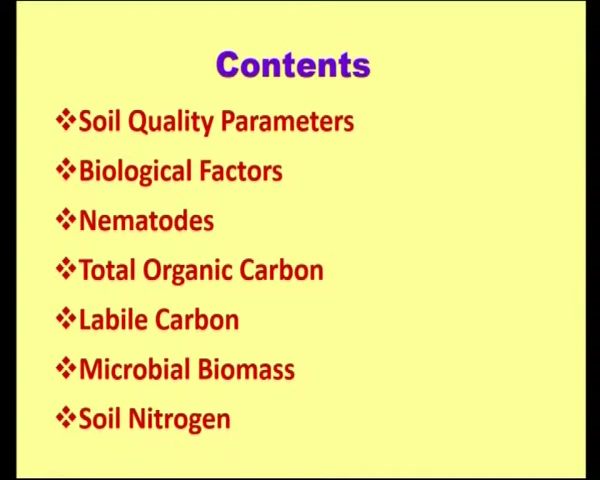 Contents
❖Soil Quality Parameters
❖Biological Factors
❖Nematodes
❖Total Organic Carbon
❖Labile Carbon
❖Microbial Biomass
❖Soil Nitrogen